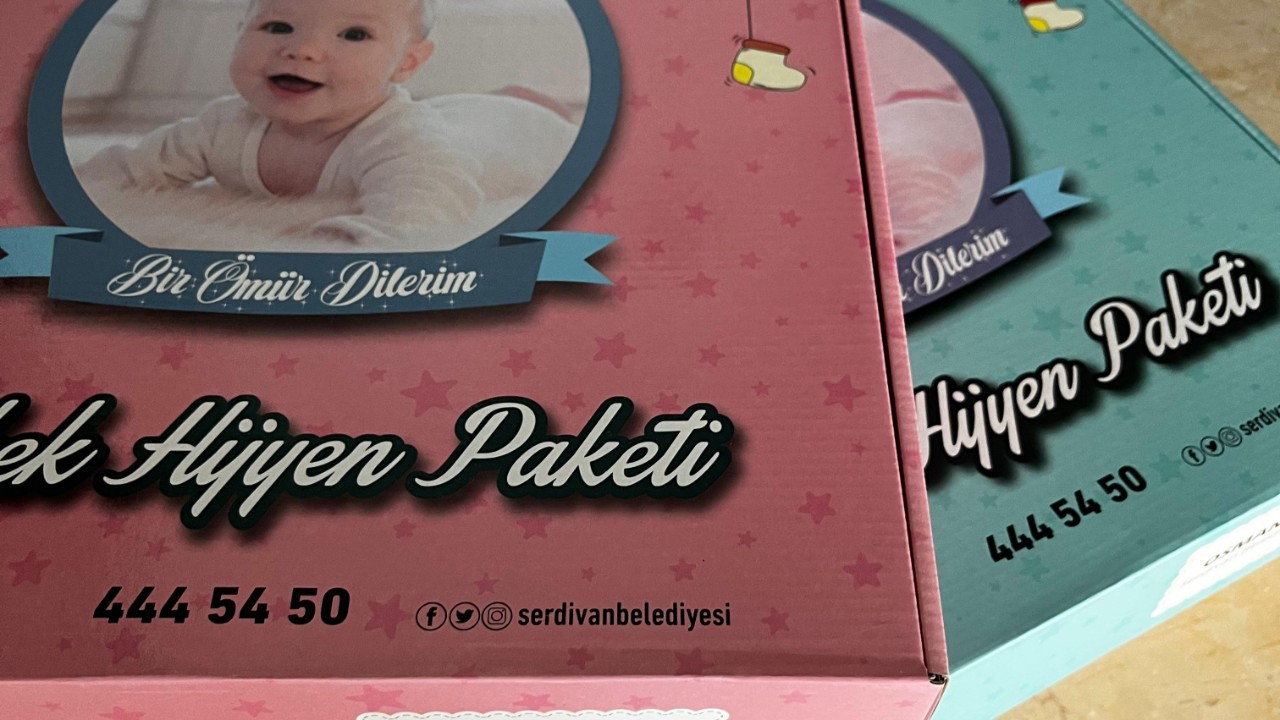 Bir Ömür Dilerim
Hijyen Paketi
444 54 50
serdivanbelediyesi
Dilerim
Hijyen Paketi
444 54 50